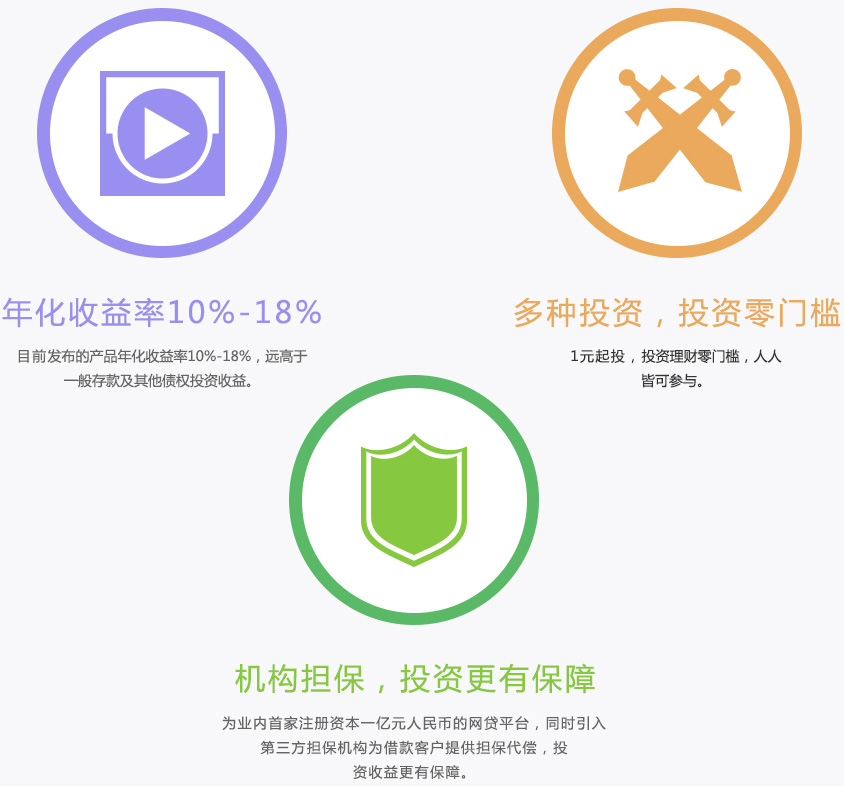 年化收益率10%-18%
目前发布的产品年化收益率10%-18%，远高于
一般存款及其他债权投资收益。
多种投资，投资零门槛
1元起投，投资理财零门槛，人人
皆可参与。
机构担保，投资更有保障
为业内首家注册资本一亿元人民币的网贷平台，同时引入
第三方担保机构为借款客户提供担保代偿，投
资收益更有保障。